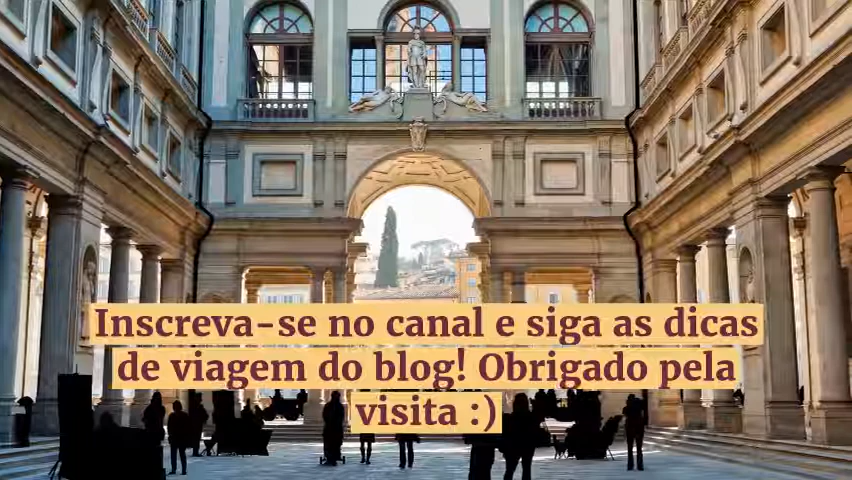 Inscreva-se no canal e siga as dicas
de viagem do blog! Obrigado pela
visita :)